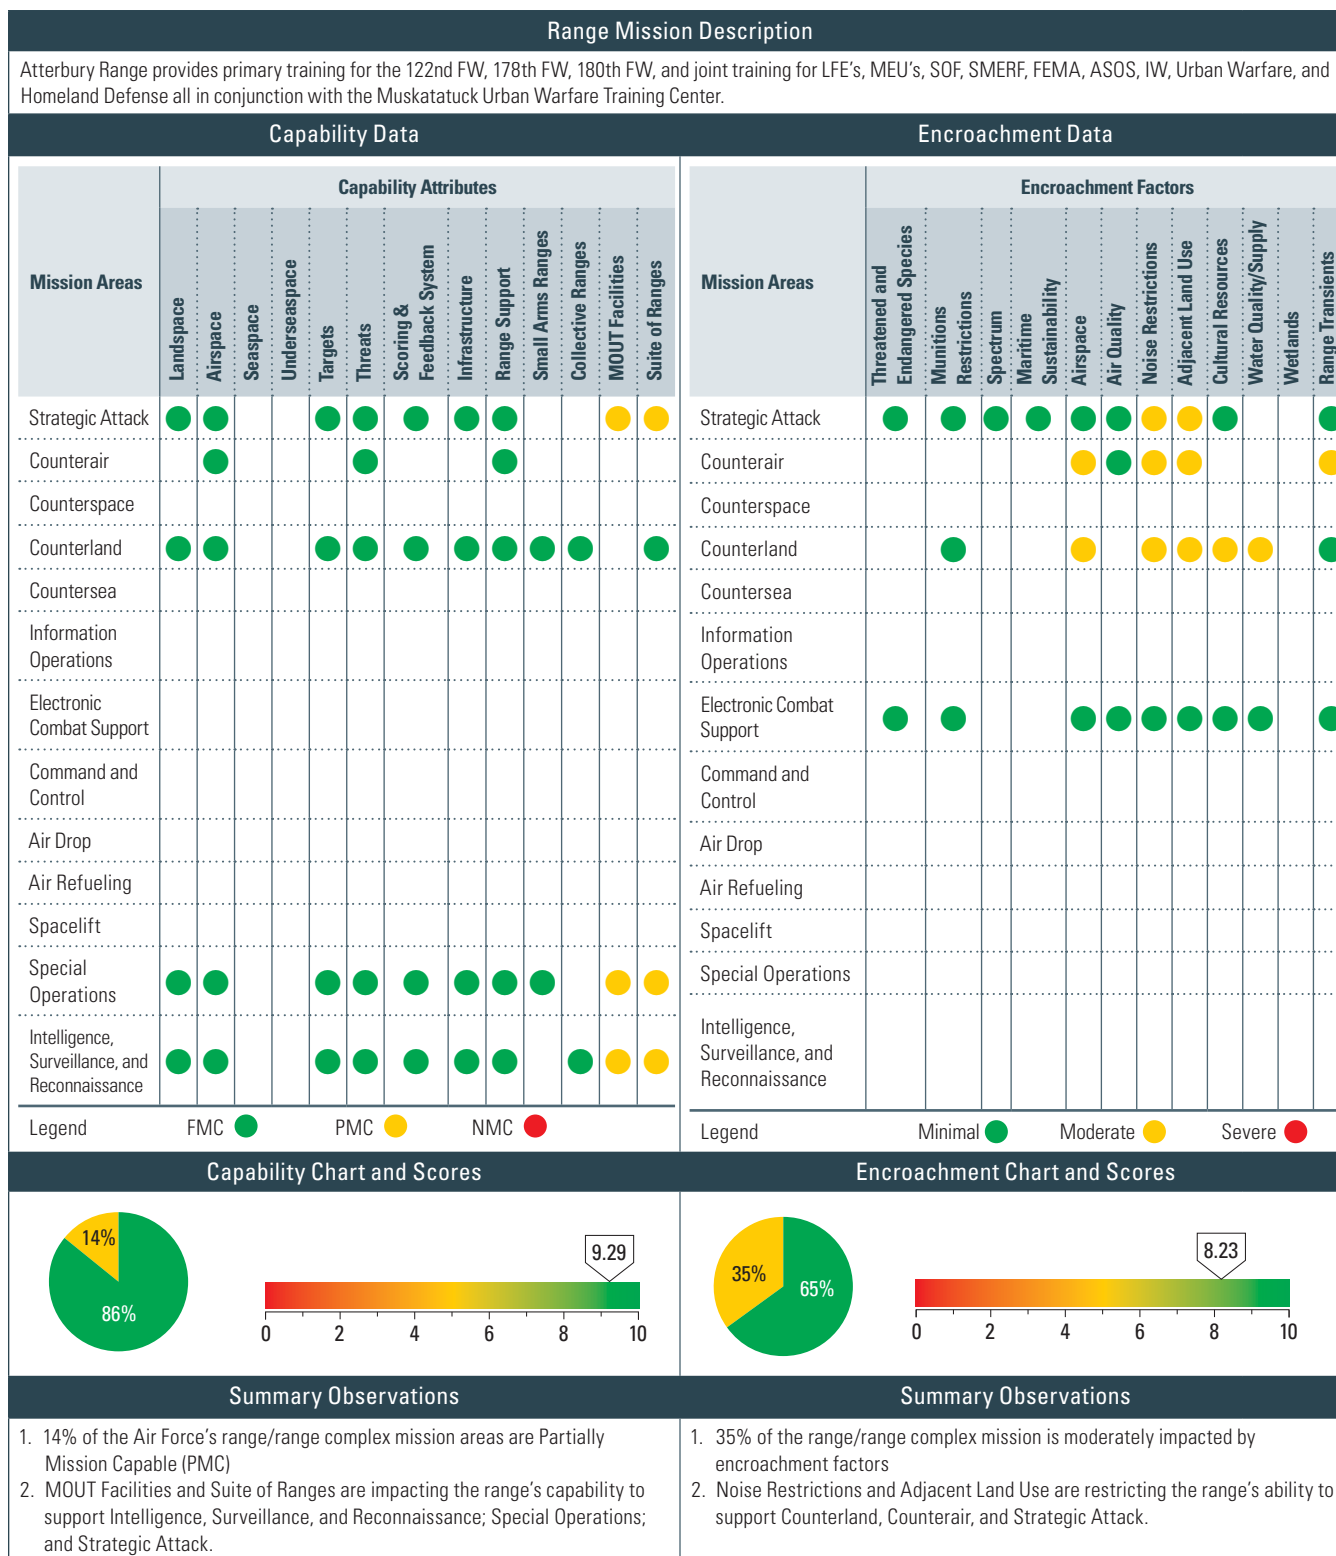 Range Mission Description
Atterbury Range provides primary training for the 122nd FW, 178th FW, 180th FW, and joint training for LFE's, MEU's, SOF, SMERF, FEMA, ASOS, IW, Urban Warfare, and
Homeland Defense all in conjunction with the Muskatatuck Urban Warfare Training Center.
Capability Data
Mission Areas
Capability Attributes
Landspace
Airspace
Seaspace
Underseaspace
Targets
Threats
Scoring &
Feedback System
Infrastructure
Range Support
Small Arms Ranges
Collective Ranges
MOUT Facilities
Suite of Ranges
Strategic Attack
Counterair
Counterspace
Counterland
Countersea
Information
Operations
Electronic
Combat Support
Command and
Control
Air Drop
Air Refueling
Spacelift
Special
Operations
Intelligence,
Surveillance, and
Reconnaissance
Legend
FMC
PMC
NMC
Encroachment Data
Mission Areas
Encroachment Factors
Threatened and
Endangered Species
Munitions
Restrictions
Spectrum
Maritime
Sustainability
Airspace
Air Quality
Noise Restrictions
Adjacent Land Use
Cultural Resources
Water Quality/Supply
Wetlands
Range Transients
Strategic Attack
Counterair
Counterspace
Counterland
Countersea
Information
Operations
Electronic Combat
Support
Command and
Control
Air Drop
Air Refueling
Spacelift
Special Operations
Intelligence,
Surveillance, and
Reconnaissance
Legend
Minimal
Moderate
Severe
Capability Chart and Scores
14%
86%
9.29
0 2 4 6 8 10
Encroachment Chart and Scores
35%
65%
8.23
0 2 4 6 8 10
Summary Observations
1. 14% of the Air Force's range/range complex mission areas are Partially
Mission Capable (PMC)
2. MOUT Facilities and Suite of Ranges are impacting the range's capability to
support Intelligence, Surveillance, and Reconnaissance; Special Operations;
and Strategic Attack.
Summary Observations
1. 35% of the range/range complex mission is moderately impacted by
encroachment factors
2. Noise Restrictions and Adjacent Land Use are restricting the range's ability to
support Counterland, Counterair, and Strategic Attack.